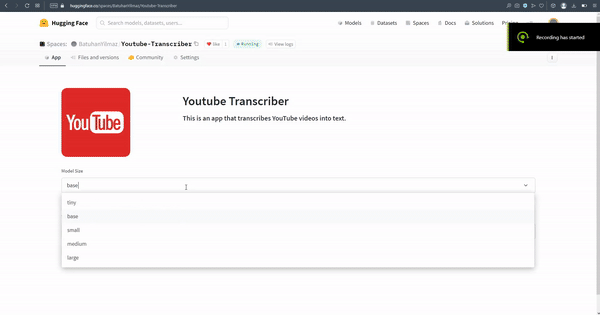 huggingface.co/spaces/BatuhanYilmaz/Youtube-Transcriber
Hugging Face
Search models, datasets, users...
Models
Datasets
Spaces
Docs
Solutions
Recording has started
Spaces:
BatuhanYilmaz
Youtube-Transcriber
like
1
Running
View logs
App
Files and versions
Community
Settings
YouTube
Youtube Transcriber
This is an app that transcribes YouTube videos into text.
Model Size
base
tiny
base
small
medium
large